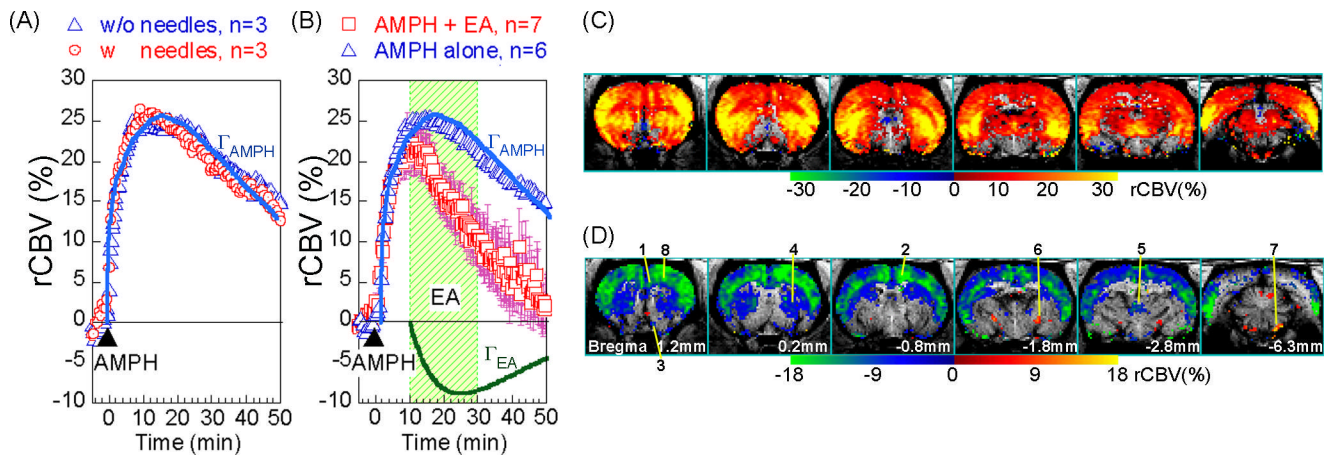 (A)
w/o needles, n=3
w needles, n=3
30
25
20
15
10
5
0
-5
-10
rCBV (%)
Γ AMPH
AMPH
0 10 20 30 40 50
Time (min)
(B)
AMPH + EA, n=7
AMPH alone, n=6
30
25
20
15
10
5
0
-5
-10
rCBV (%)
Γ AMPH
EA
AMPH
Γ EA
0 10 20 30 40 50
Time (min)
(C)
-30 -20 -10 0 10 20 30 rCBV(%)
(D)
1 8 4 2 6 5 7
Bregma 1.2mm 0.2mm -0.8mm -1.8mm -2.8mm -6.3mm
3
-18 -9 0 9 18 rCBV(%)